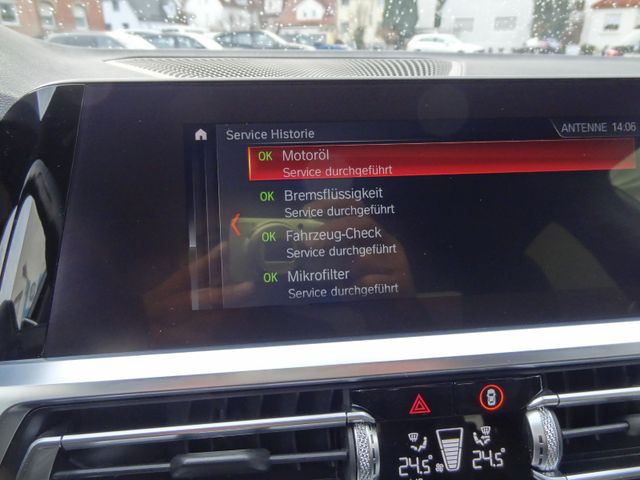 Service Historie
ANTENNE 14:06
OK Motoröl
Service durchgeführt
OK Bremsflüssigkeit
Service durchgeführt
OK Fahrzeug-Check
Service durchgeführt
OK Mikrofilter
Service durchgeführt
24.5 24.5